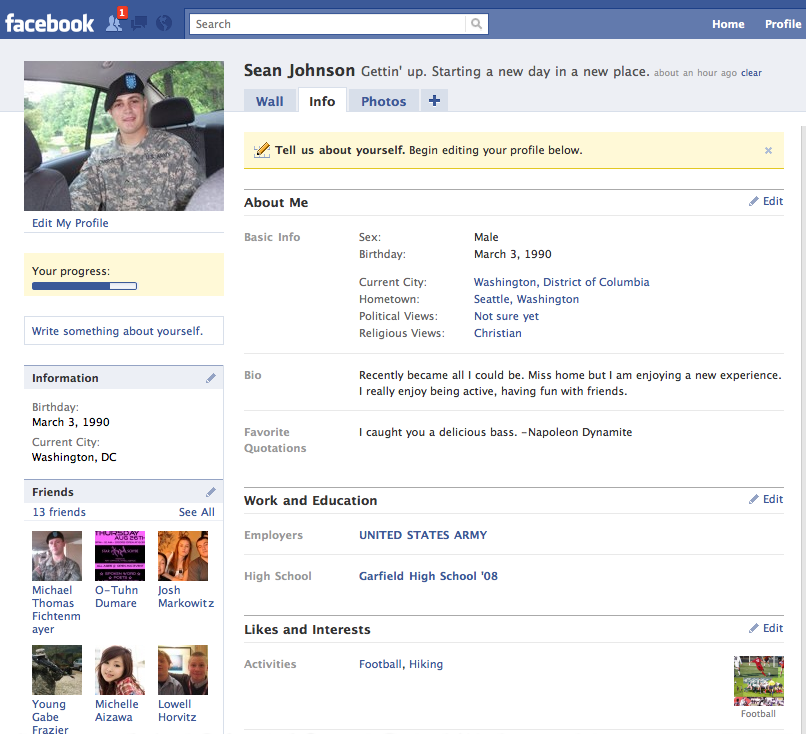 facebook
1
Search
Home Profile
Sean Johnson Gettin' up. Starting a new day in a new place. about an hour ago clear
Wall Info Photos +
Tell us about yourself. Begin editing your profile below. ×
Edit My Profile
Your progress:
Write something about yourself.
Information
Birthday:
March 3, 1990
Current City:
Washington, DC
Friends
13 friends See All
Michael
Thomas
Fichtenm
ayer
O-Tuhn
Dumare
Josh
Markowitz
THURSDAY
AUG 26TH
Young
Gabe
Frazier
Michelle
Aizawa
Lowell
Horvitz
About Me Edit
Basic Info
Sex: Male
Birthday: March 3, 1990
Current City: Washington, District of Columbia
Hometown: Seattle, Washington
Political Views: Not sure yet
Religious Views: Christian
Bio
Recently became all I could be. Miss home but I am enjoying a new experience.
I really enjoy being active, having fun with friends.
Favorite
Quotations
I caught you a delicious bass. -Napoleon Dynamite
Work and Education Edit
Employers UNITED STATES ARMY
High School Garfield High School '08
Likes and Interests Edit
Activities Football, Hiking
Football